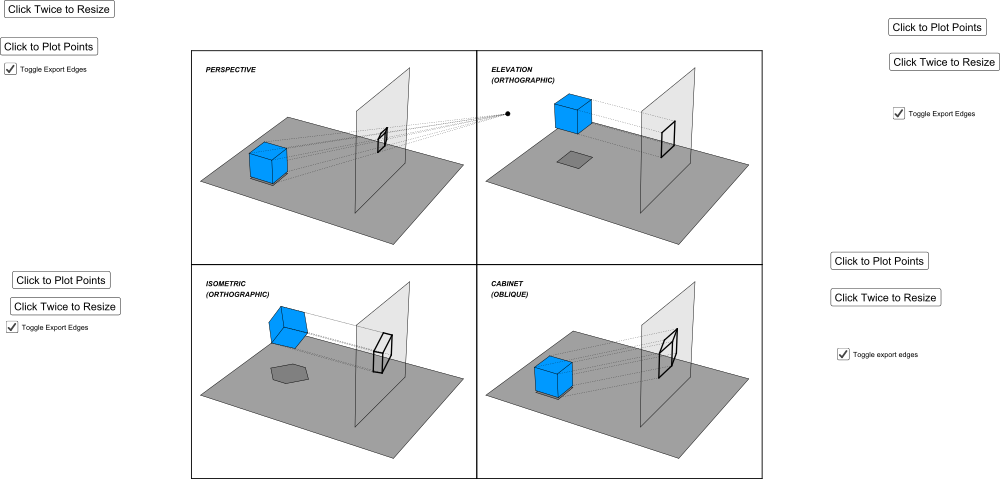 Click Twice to Resize
Click to Plot Points
Toggle Export Edges
Click to Plot Points
Click Twice to Resize
Toggle Export Edges
PERSPECTIVE
ELEVATION
(ORTHOGRAPHIC)
ISOMETRIC
(ORTHOGRAPHIC)
CABINET
(OBLIQUE)
Click to Plot Points
Click Twice to Resize
Toggle Export Edges
Click to Plot Points
Click Twice to Resize
Toggle export edges